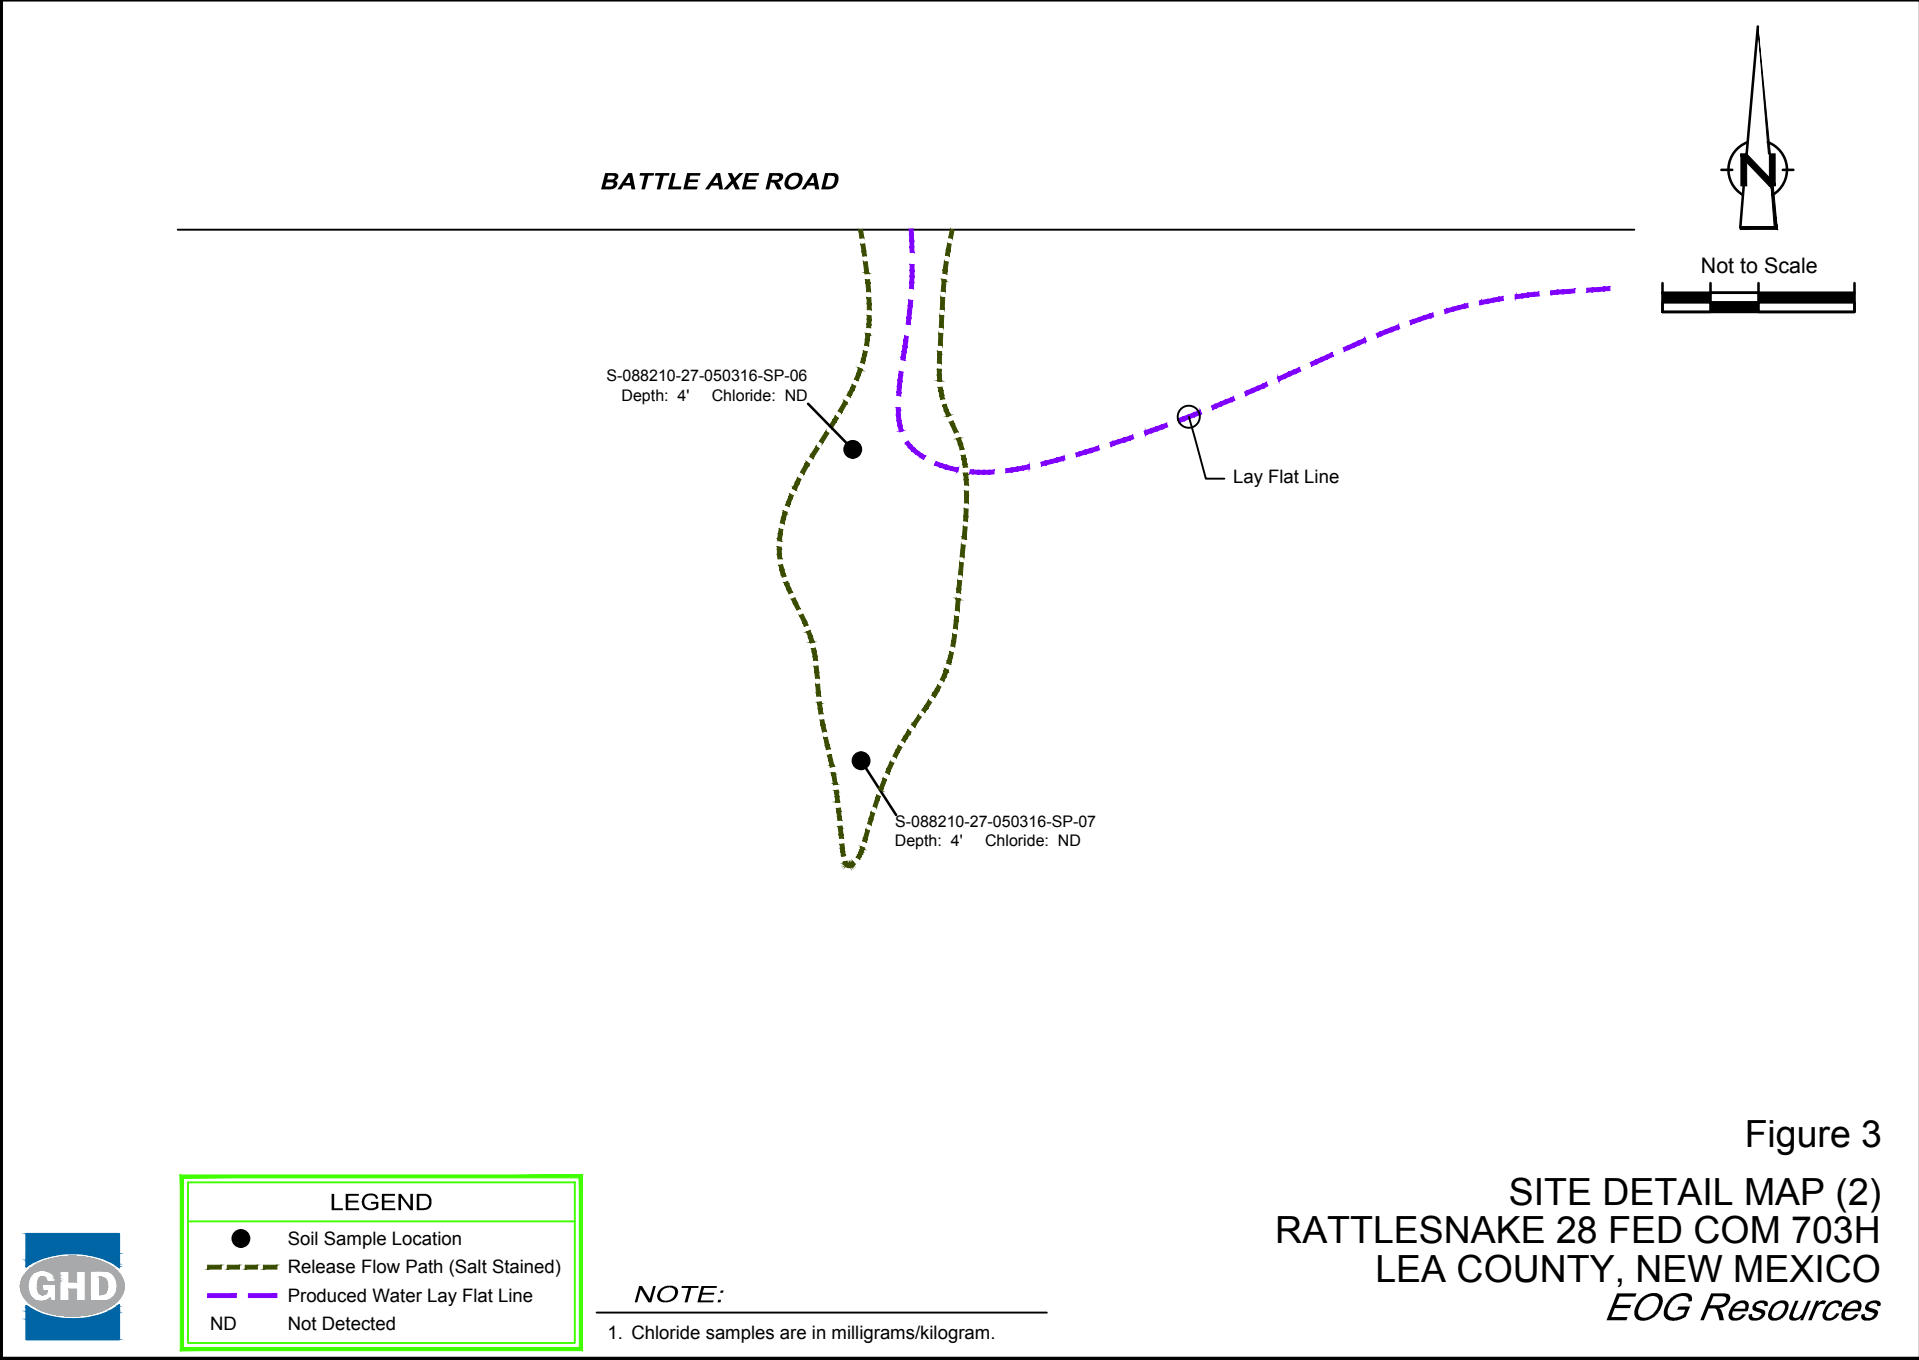 BATTLE AXE ROAD
N
Not to Scale
S-088210-27-050316-SP-06
Depth: 4' Chloride: ND
Lay Flat Line
S-088210-27-050316-SP-07
Depth: 4' Chloride: ND
Figure 3
SITE DETAIL MAP (2)
RATTLESNAKE 28 FED COM 703H
LEA COUNTY, NEW MEXICO
EOG Resources
LEGEND
Soil Sample Location
Release Flow Path (Salt Stained)
Produced Water Lay Flat Line
ND Not Detected
GHD
NOTE:
1. Chloride samples are in milligrams/kilogram.